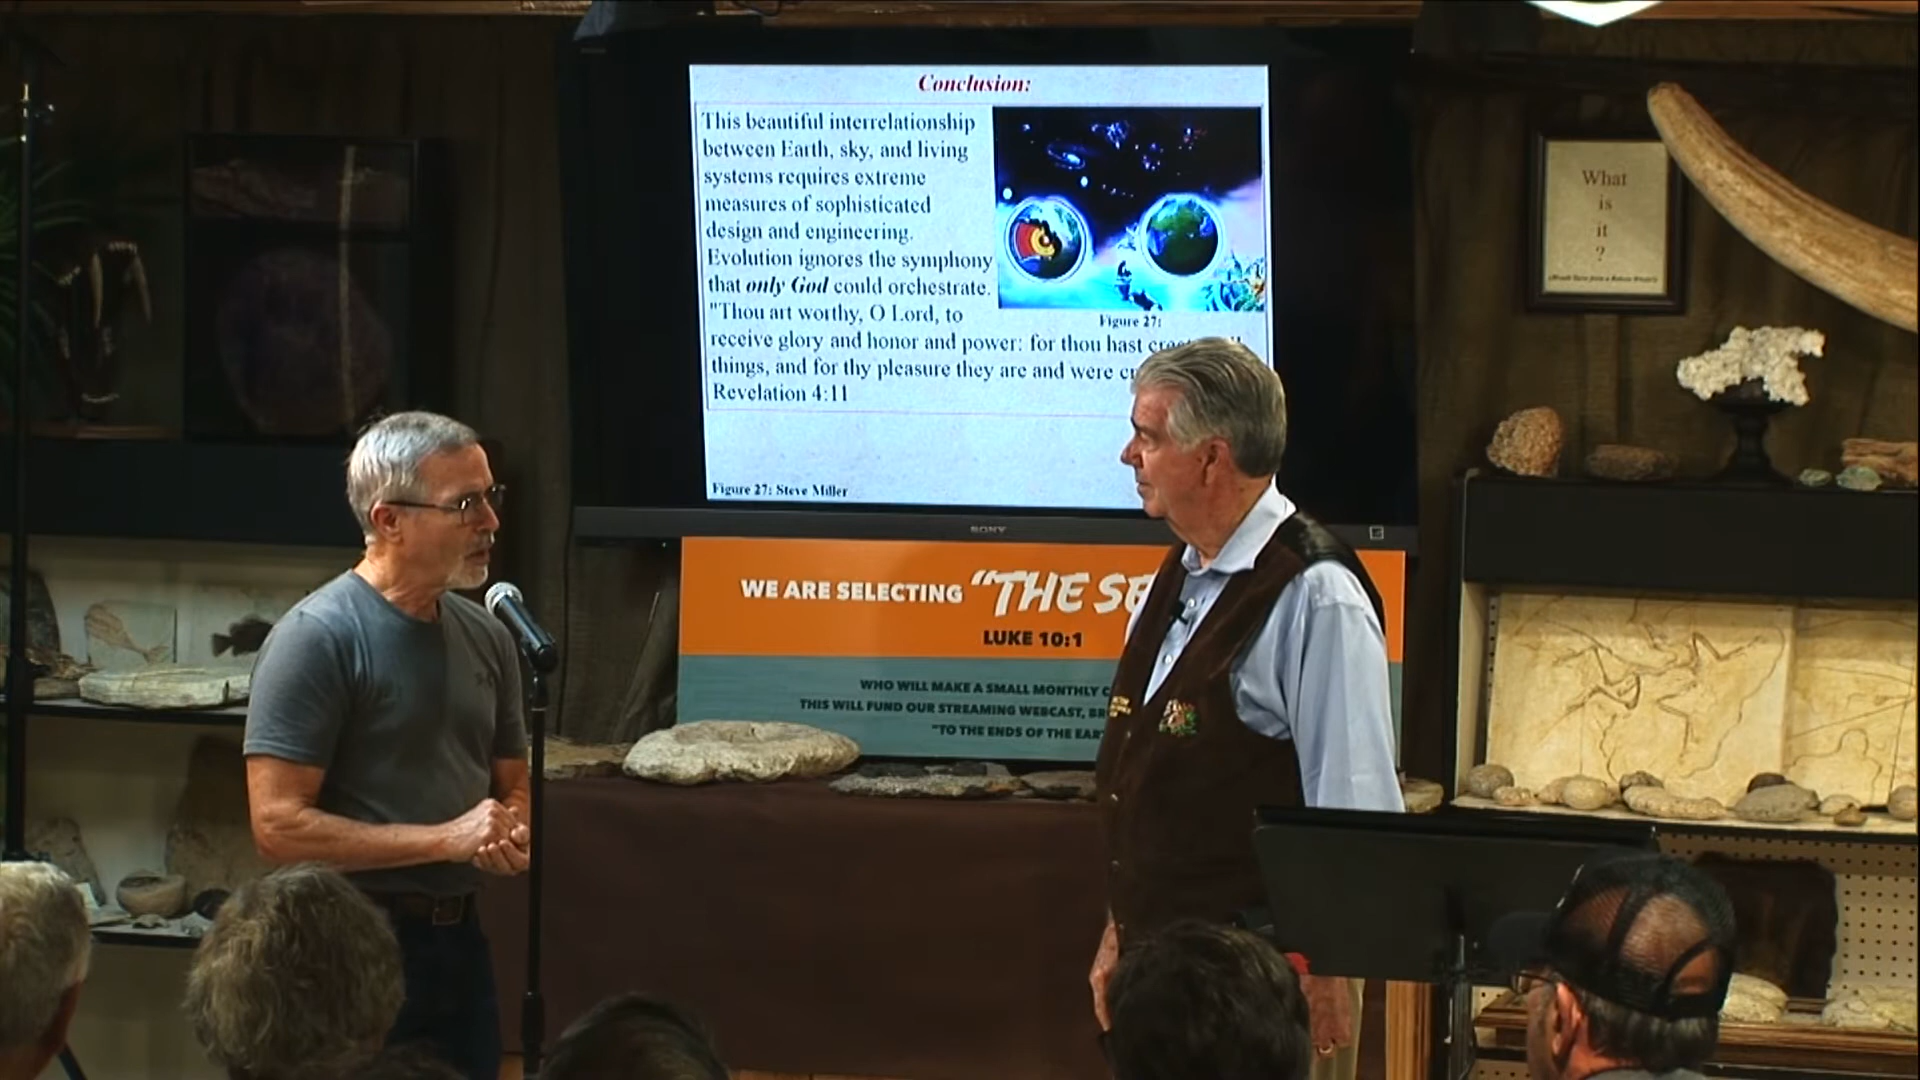 Conclusion:
This beautiful interrelationship
between Earth, sky, and living
systems requires extreme
measures of sophisticated
design and engineering.
Evolution ignores the symphony
that only God could orchestrate.
"Thou art worthy, O Lord, to
receive glory and honor and power: for thou hast
things, and for thy pleasure they are and were
Revelation 4:11
Figure 27:
Figure 27: Steve Miller
SONY
WE ARE SELECTING "THE SE
LUKE 10:1
WHO WILL MAKE A SMALL MONTHLY
THIS WILL FUND OUR STREAMING WEBCAST,
"TO THE ENDS OF THE EAR
What
is
it
?